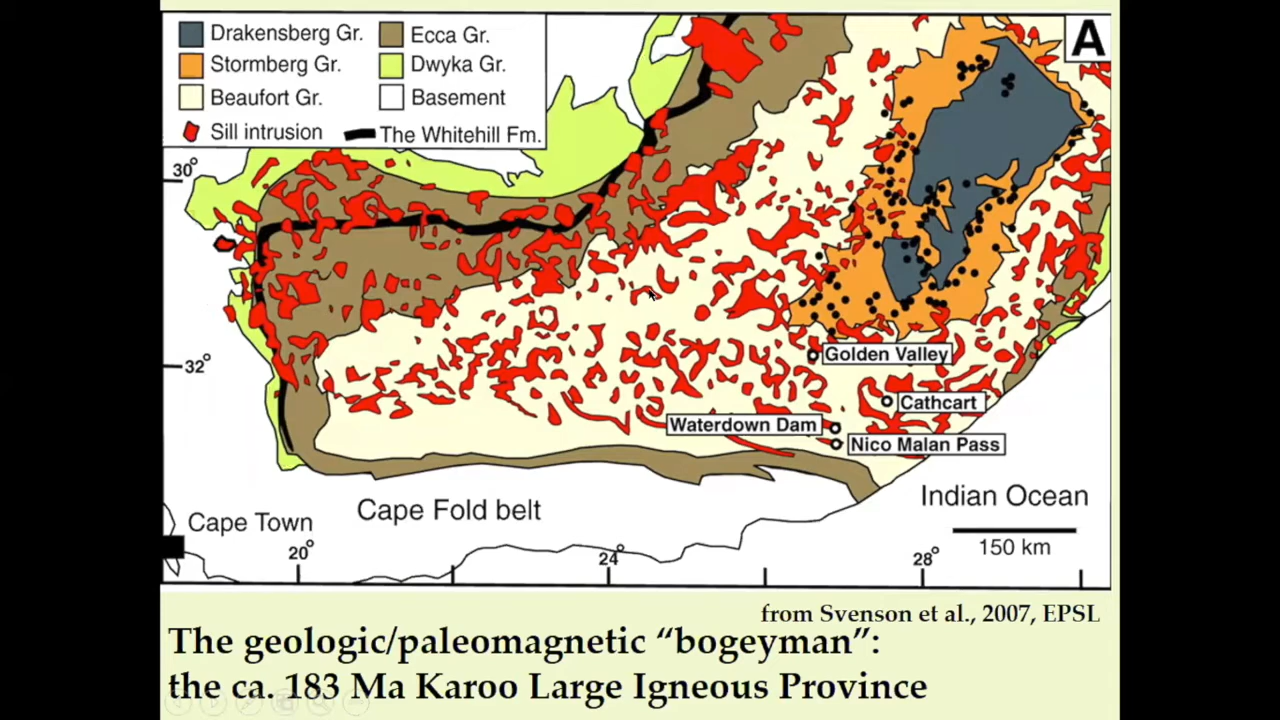 Drakensberg Gr.
Ecca Gr.
Stormberg Gr.
Dwyka Gr.
Beaufort Gr.
Basement
Sill intrusion
The Whitehill Fm.
A
30°
32°
Golden Valley
Cathcart
Waterdown Dam
Nico Malan Pass
Indian Ocean
Cape Fold belt
Cape Town
150 km
20°
24°
28°
from Svenson et al., 2007, EPSL
The geologic/paleomagnetic “bogeyman”:
the ca. 183 Ma Karoo Large Igneous Province